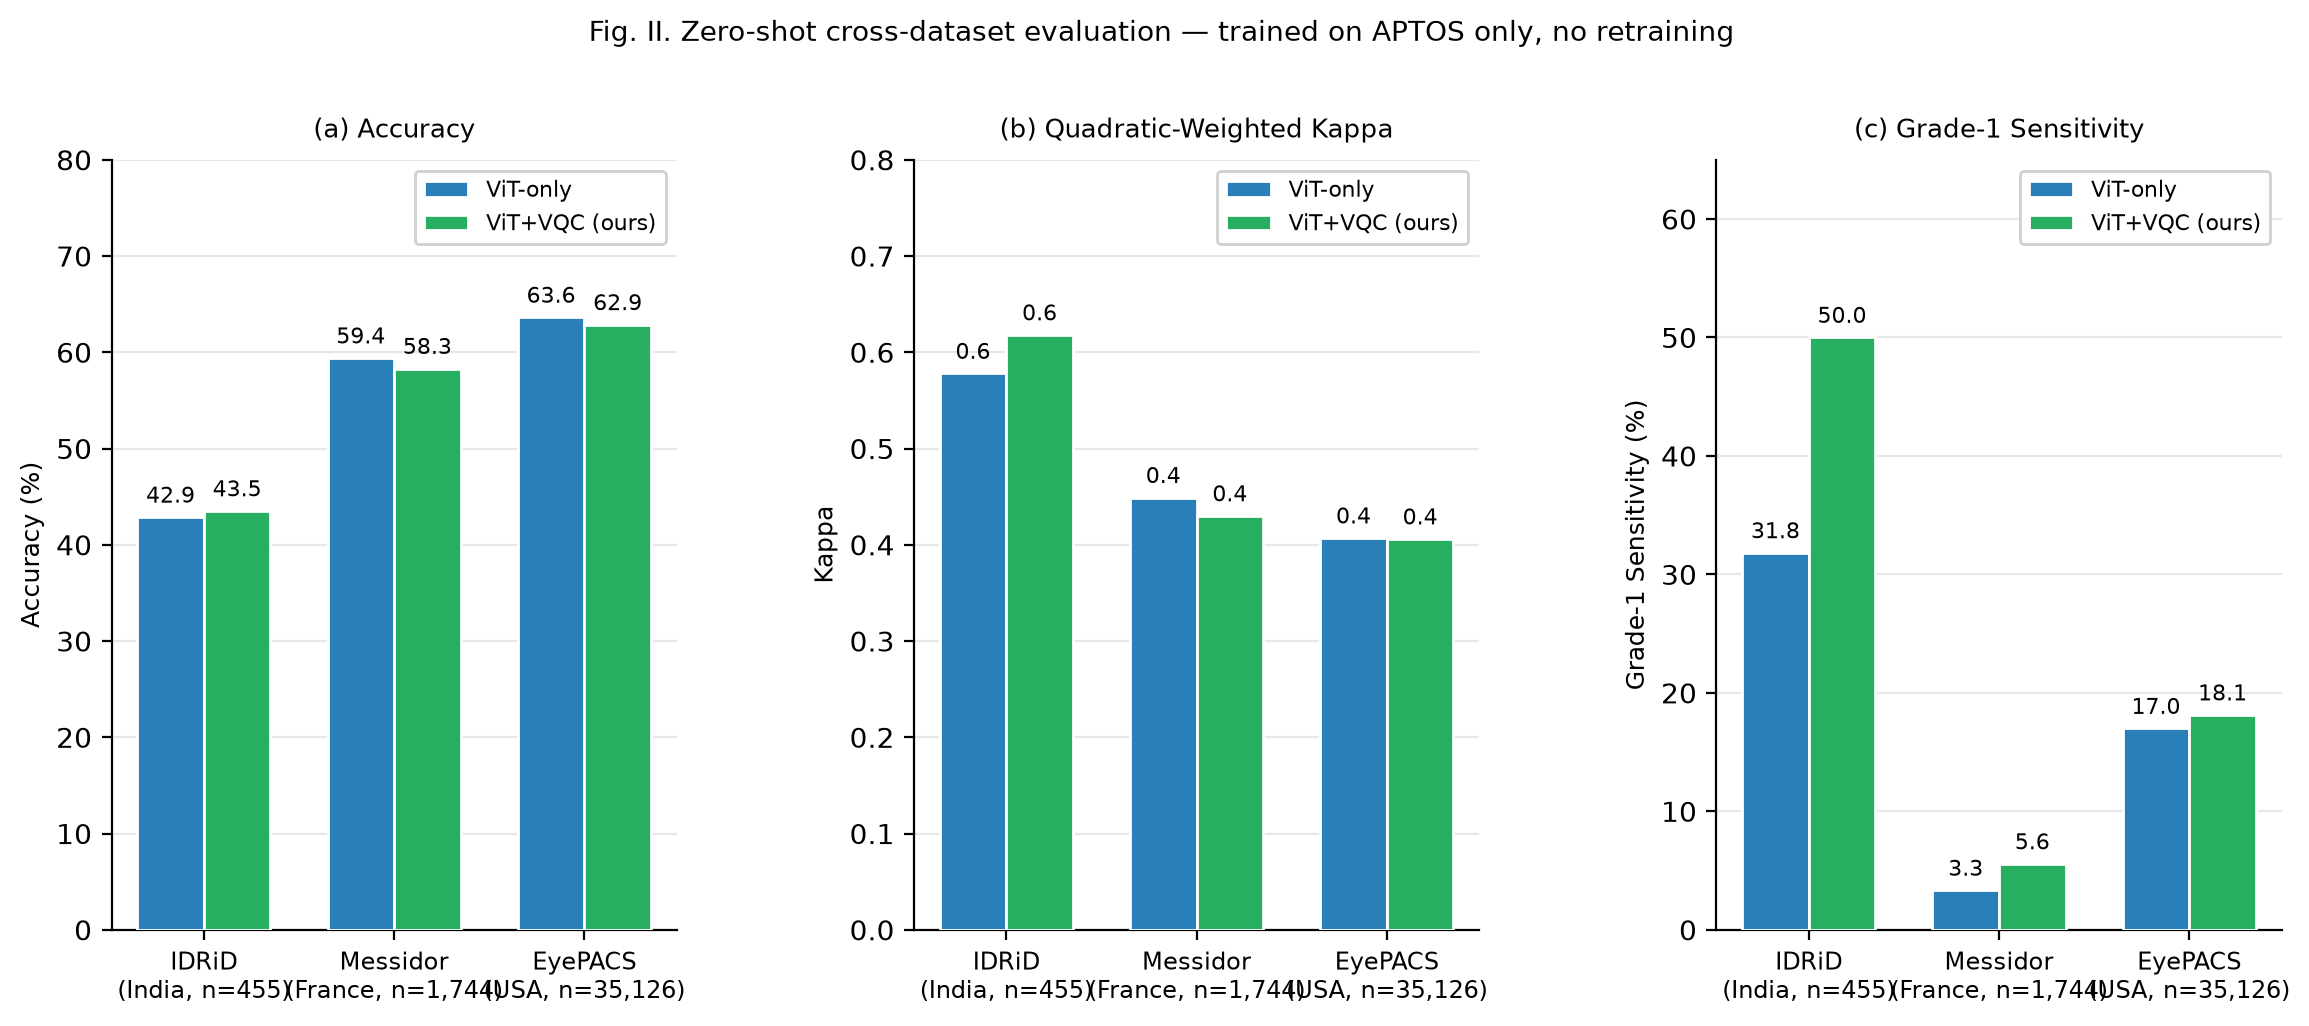 Fig. II. Zero-shot cross-dataset evaluation — trained on APTOS only, no retraining
(a) Accuracy
ViT-only
ViT+VQC (ours)
Accuracy (%)
80
70
60
50
40
30
20
10
0
42.9
43.5
59.4
58.3
63.6
62.9
IDRiD
(India, n=455)
Messidor
(France, n=1,744)
EyePACS
(USA, n=35,126)
(b) Quadratic-Weighted Kappa
ViT-only
ViT+VQC (ours)
Kappa
0.8
0.7
0.6
0.5
0.4
0.3
0.2
0.1
0.0
0.6
0.6
0.4
0.4
0.4
0.4
IDRiD
(India, n=455)
Messidor
(France, n=1,744)
EyePACS
(USA, n=35,126)
(c) Grade-1 Sensitivity
ViT-only
ViT+VQC (ours)
Grade-1 Sensitivity (%)
60
50
40
30
20
10
0
31.8
50.0
3.3
5.6
17.0
18.1
IDRiD
(India, n=455)
Messidor
(France, n=1,744)
EyePACS
(USA, n=35,126)